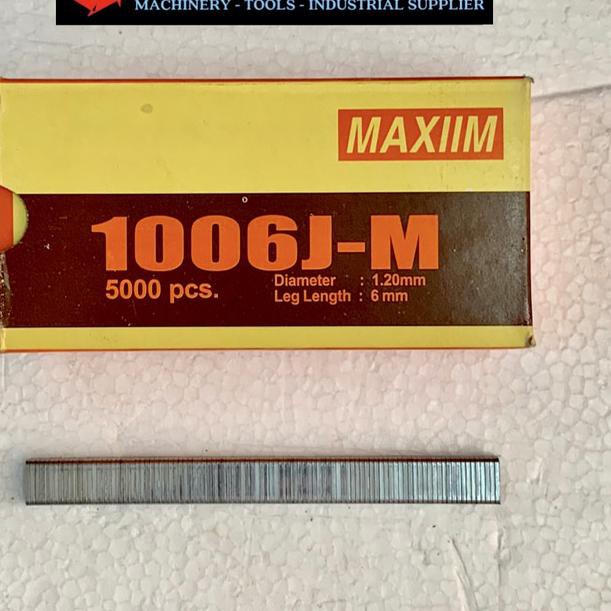 MACHINERY - TOOLS - INDUSTRIAL SUPPLIER
MAXIIM
1006J-M
5000 pcs.
Diameter : 1.20mm
Leg Length : 6 mm